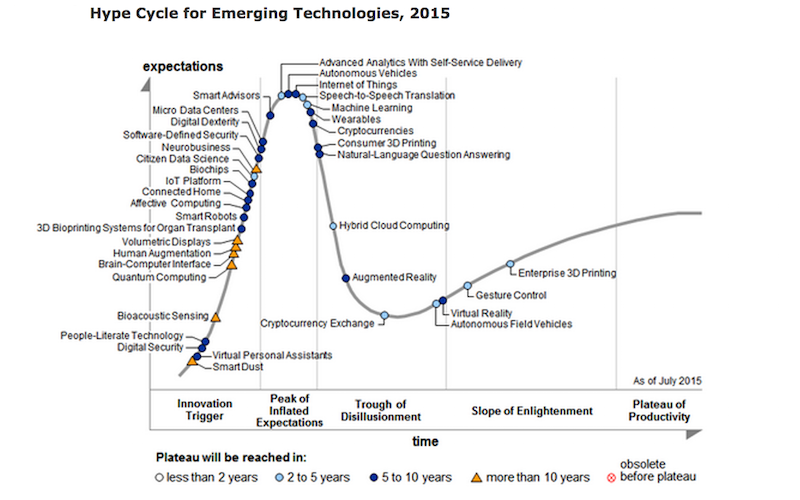 Hype Cycle for Emerging Technologies, 2015
expectations
Advanced Analytics With Self-Service Delivery
Autonomous Vehicles
Internet of Things
Smart Advisors
Speech-to-Speech Translation
Micro Data Centers
Machine Learning
Digital Dexterity
Wearables
Software-Defined Security
Cryptocurrencies
Neurobusiness
Consumer 3D Printing
Citizen Data Science
Natural-Language Question Answering
Biochips
IoT Platform
Connected Home
Affective Computing
Smart Robots
3D Bioprinting Systems for Organ Transplant
Hybrid Cloud Computing
Volumetric Displays
Human Augmentation
Brain-Computer Interface
Quantum Computing
Augmented Reality
Enterprise 3D Printing
Gesture Control
Bioacoustic Sensing
Cryptocurrency Exchange
Virtual Reality
Autonomous Field Vehicles
People-Literate Technology
Digital Security
Virtual Personal Assistants
Smart Dust
As of July 2015
Innovation
Trigger
Peak of
Inflated
Expectations
Trough of
Disillusionment
Slope of Enlightenment
Plateau of
Productivity
time
Plateau will be reached in:
less than 2 years
2 to 5 years
5 to 10 years
more than 10 years
obsolete
before plateau